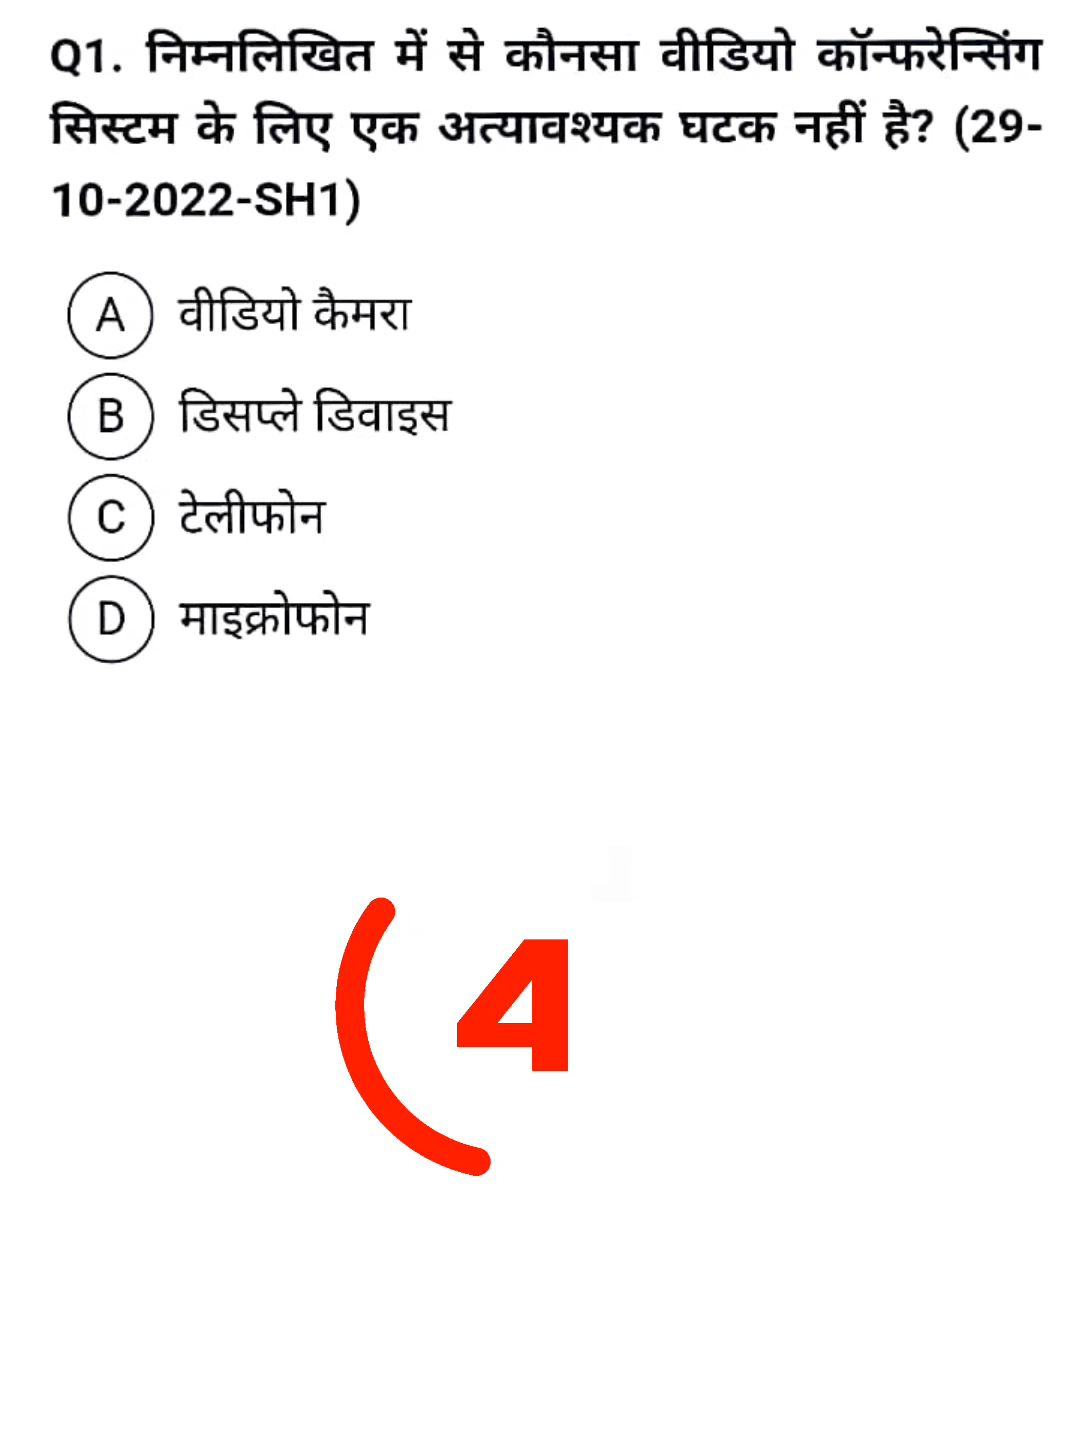 Q1. निम्नलिखित में से कौनसा वीडियो कॉन्फरेन्सिंग
सिस्टम के लिए एक अत्यावश्यक घटक नहीं है? (29-
10-2022-SH1)
A वीडियो कैमरा
B डिसप्ले डिवाइस
C टेलीफोन
D माइक्रोफोन
4